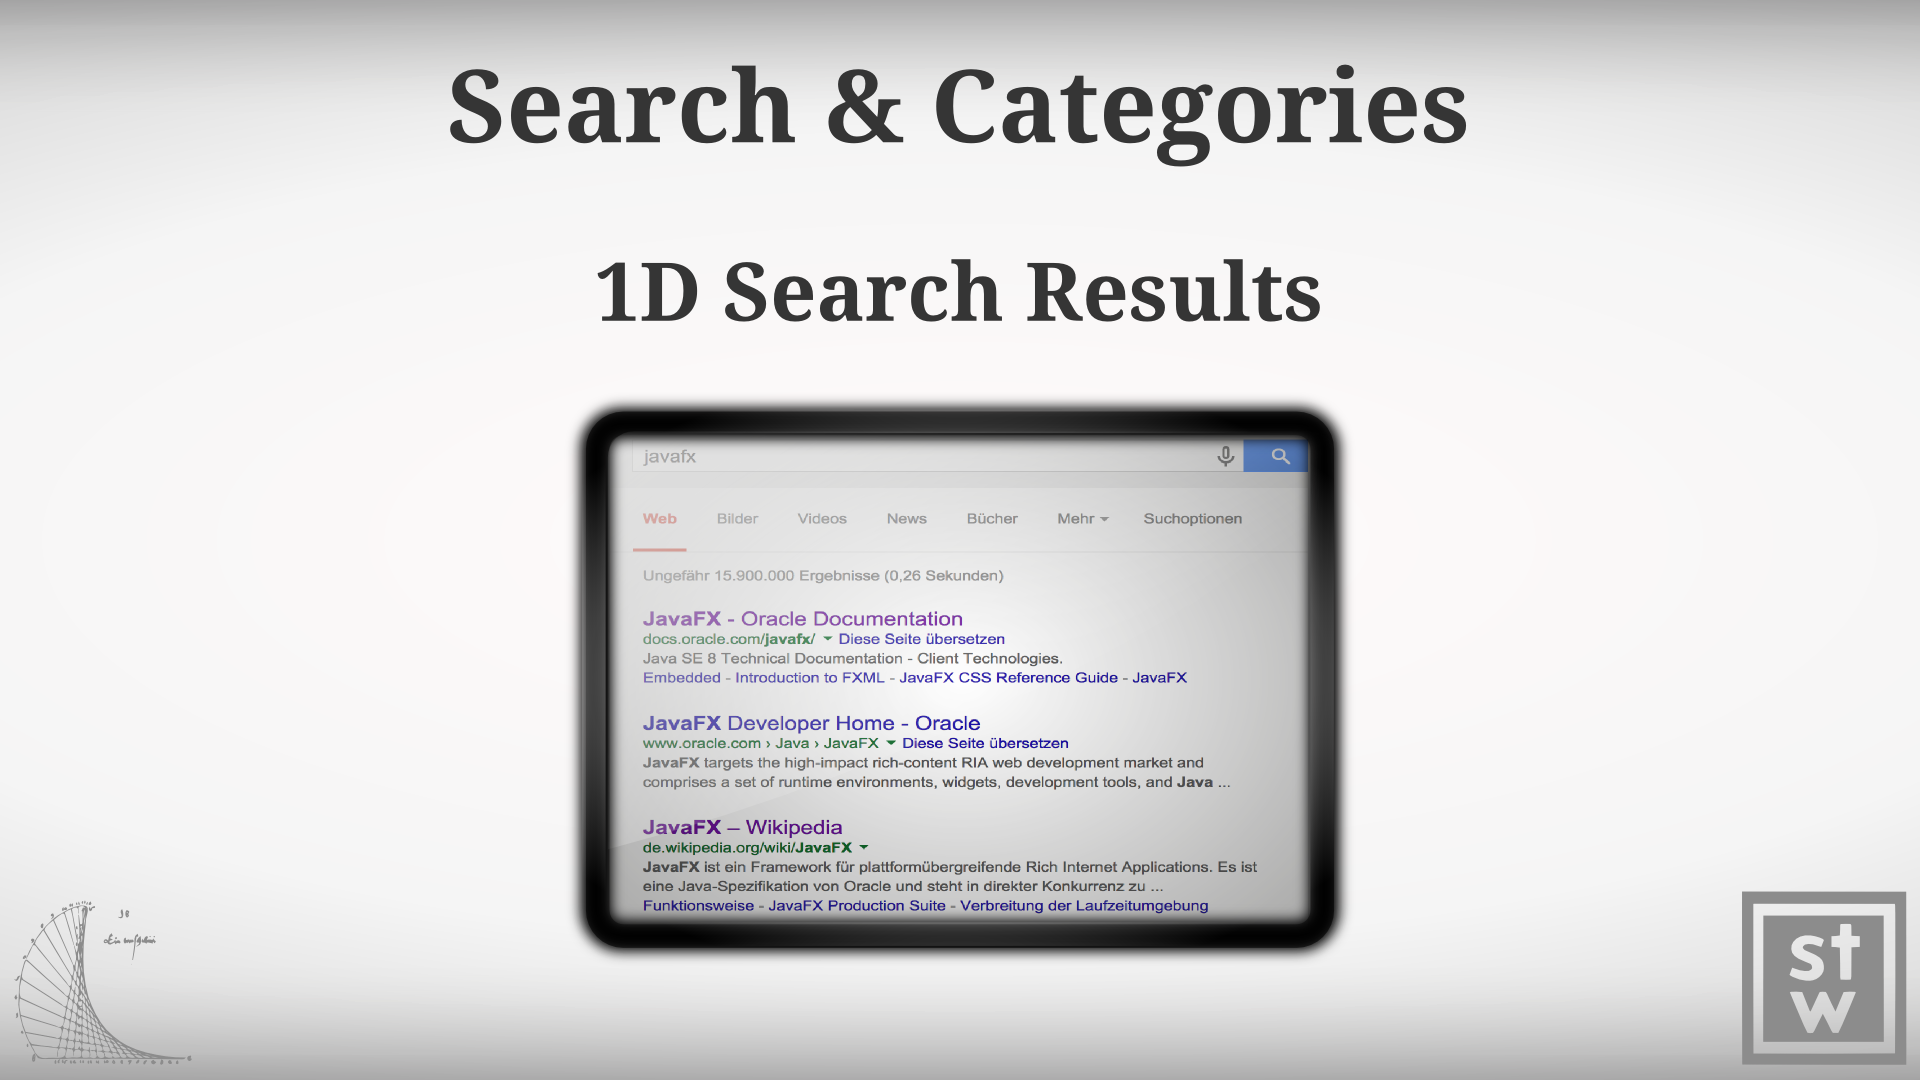 Search & Categories
1D Search Results
javafx
Web Bilder Videos News Bücher Mehr Suchoptionen
Ungefähr 15.900.000 Ergebnisse (0,26 Sekunden)
JavaFX - Oracle Documentation
docs.oracle.com/javafx/ Diese Seite übersetzen
Java SE 8 Technical Documentation - Client Technologies.
Embedded - Introduction to FXML - JavaFX CSS Reference Guide - JavaFX
JavaFX Developer Home - Oracle
www.oracle.com › Java › JavaFX Diese Seite übersetzen
JavaFX targets the high-impact rich-content RIA web development market and
comprises a set of runtime environments, widgets, development tools, and Java ...
JavaFX – Wikipedia
de.wikipedia.org/wiki/JavaFX
JavaFX ist ein Framework für plattformübergreifende Rich Internet Applications. Es ist
eine Java-Spezifikation von Oracle und steht in direkter Konkurrenz zu ...
Funktionsweise - JavaFX Production Suite - Verbreitung der Laufzeitumgebung
st
w